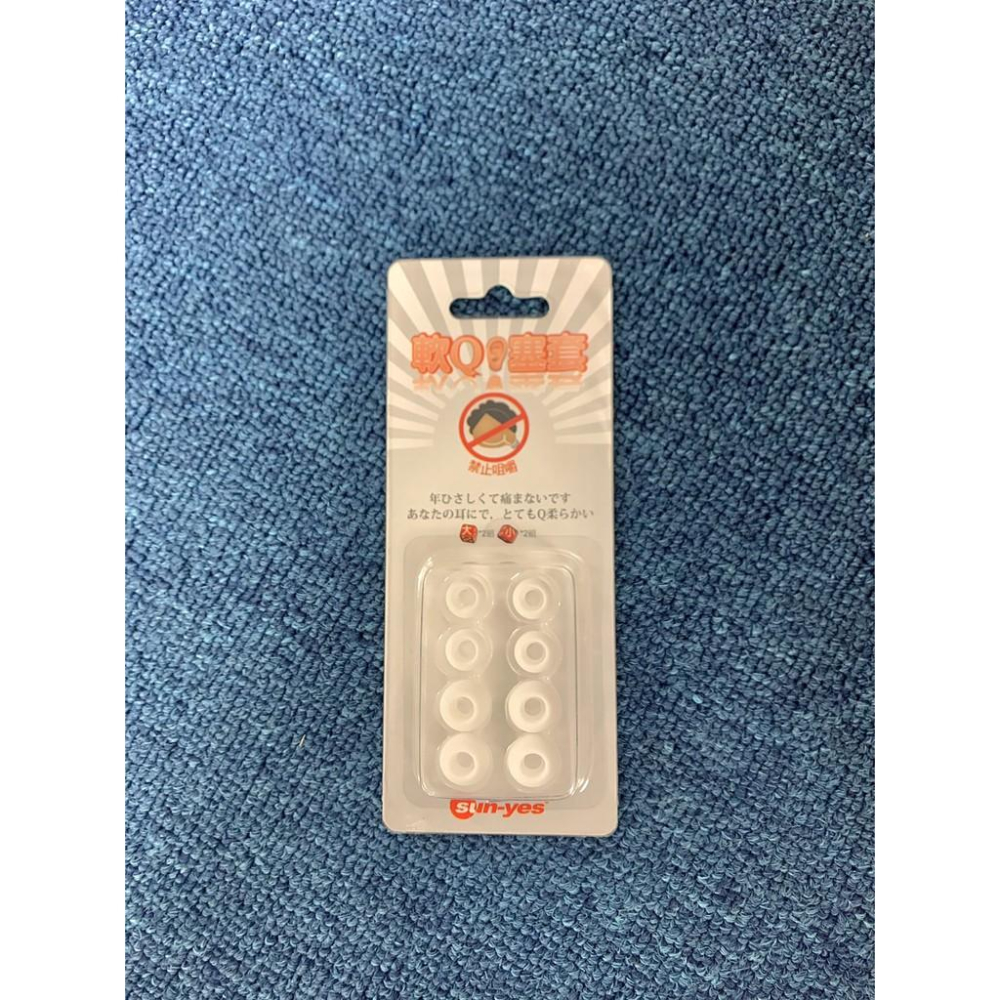 軟Q塞套
禁止咀嚼
年ひさしくて痛まないです
あなたの耳にで、とてもQ柔らかい
大*2組 小*2組
sun-yes